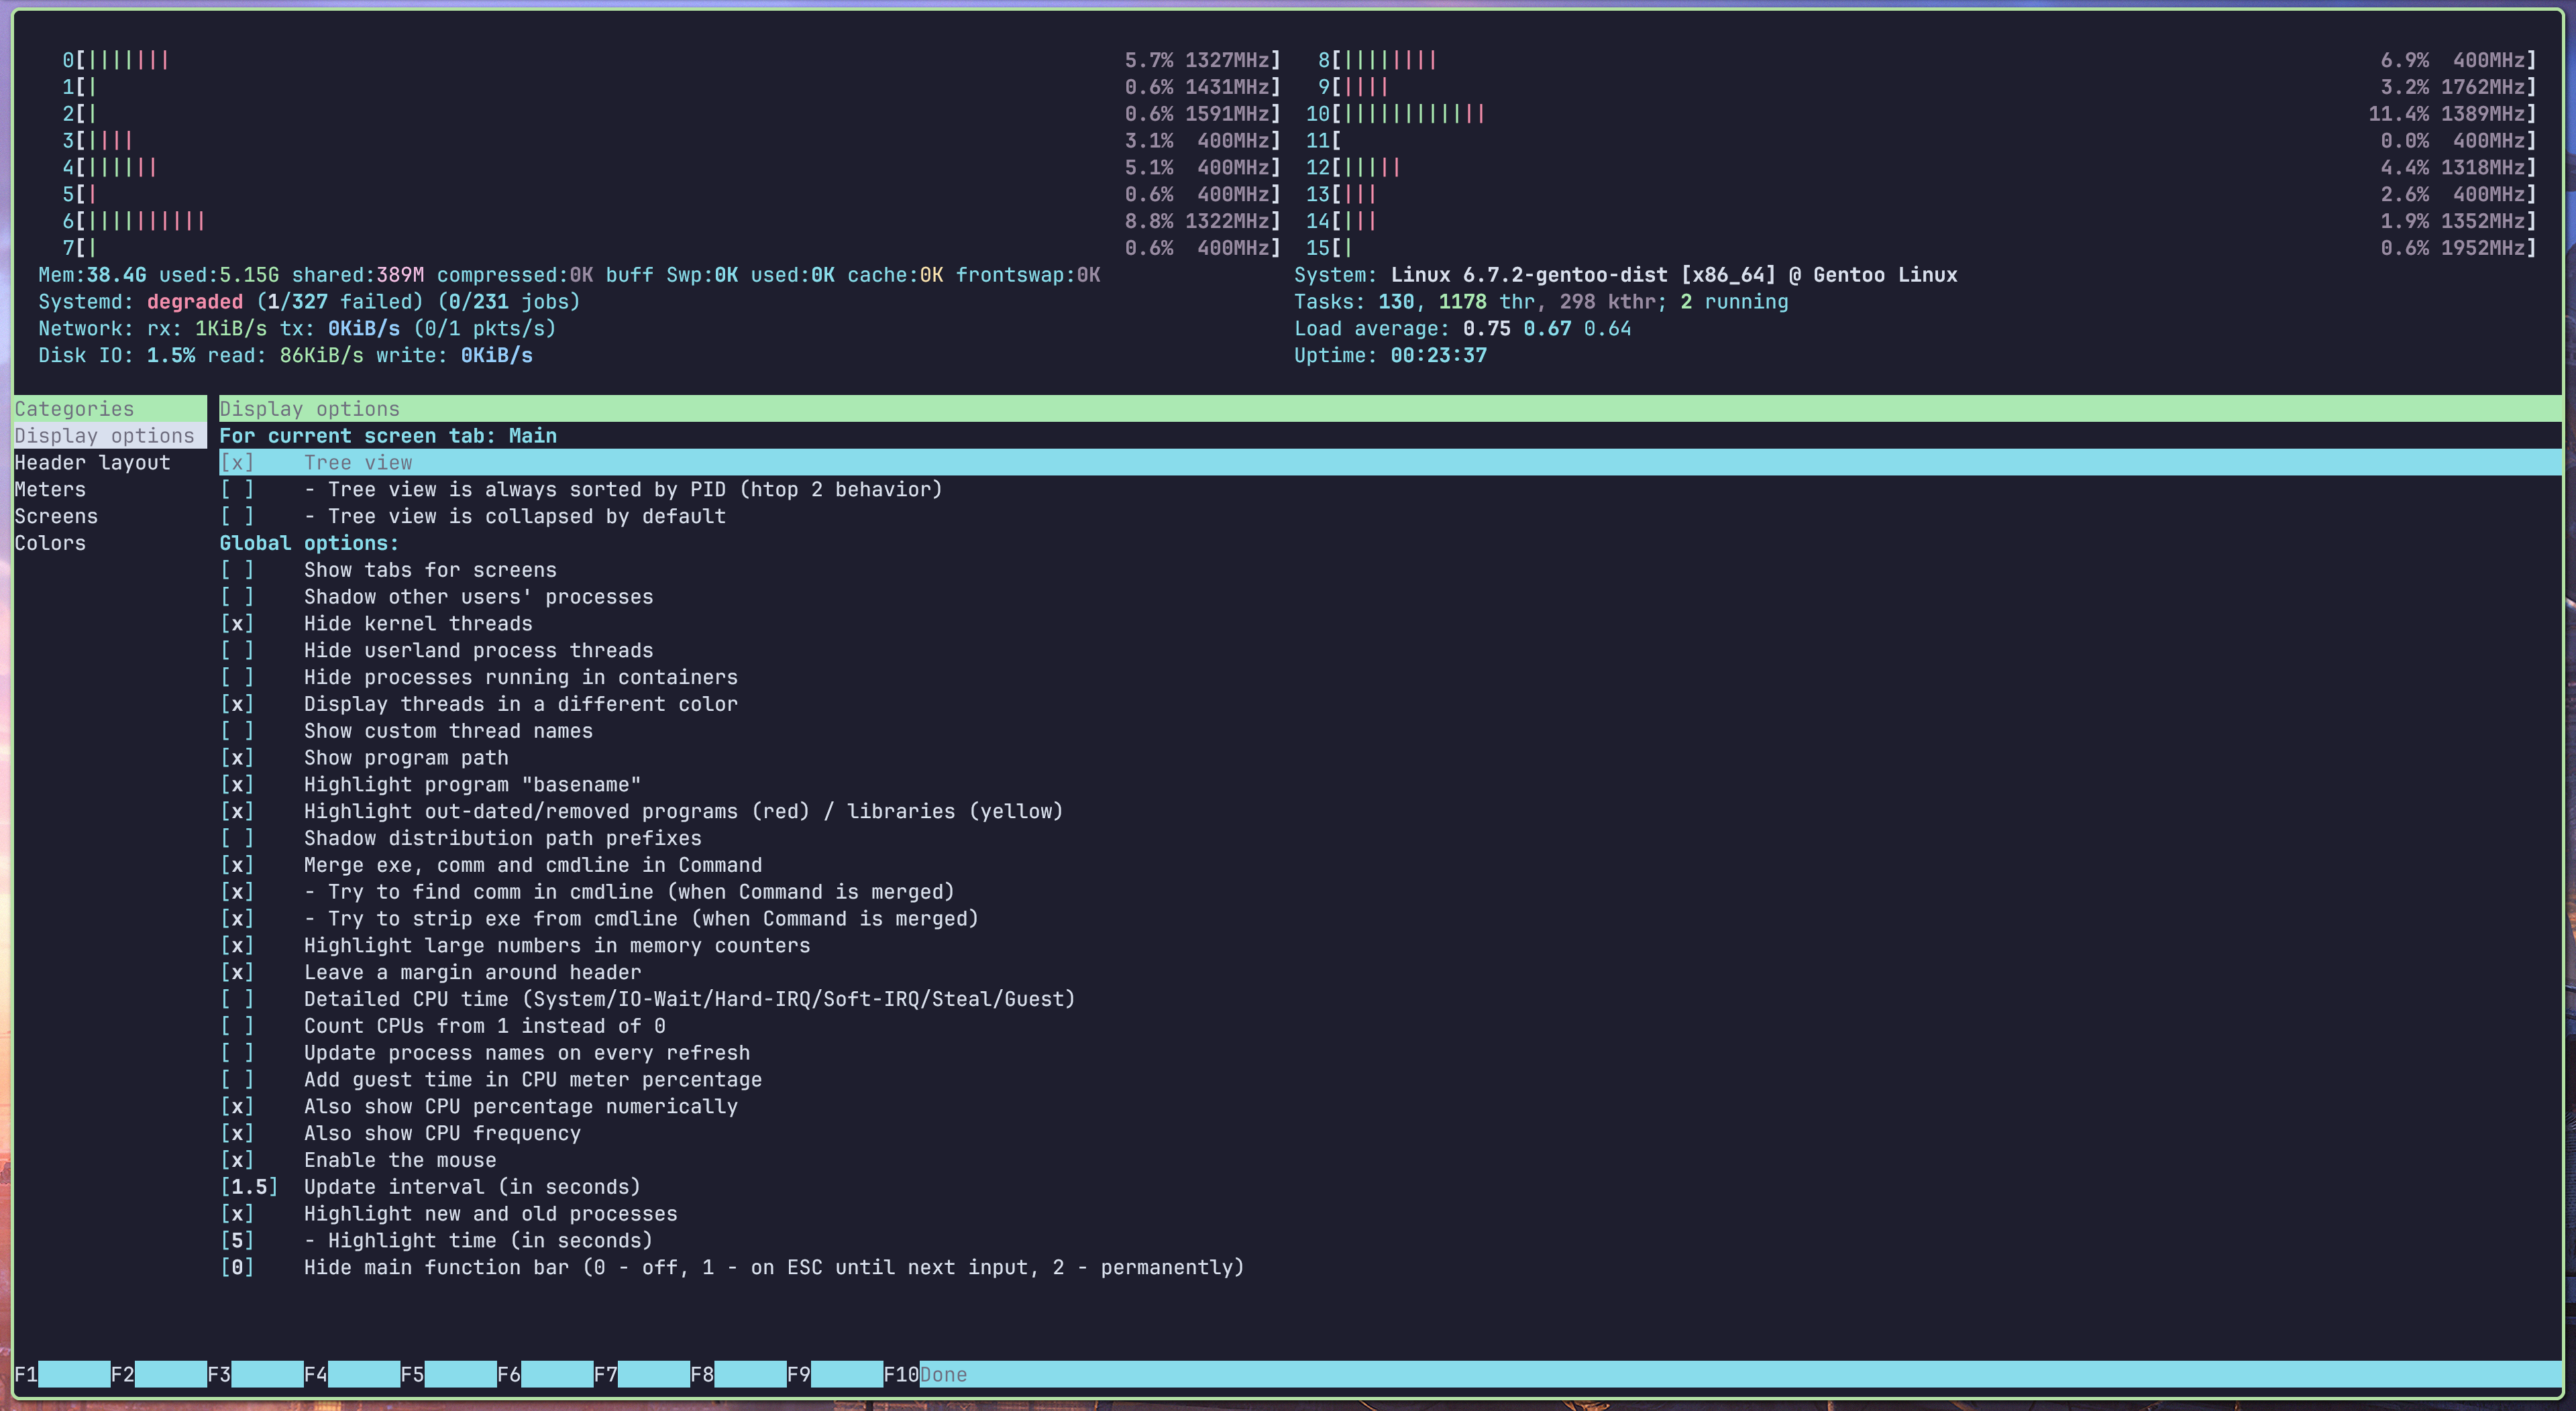 0[||||||| 5.7% 1327MHz] 8[|||||||| 6.9% 400MHz]
1[| 0.6% 1431MHz] 9[|||| 3.2% 1762MHz]
2[| 0.6% 1591MHz] 10[|||||||||||| 11.4% 1389MHz]
3[|||| 3.1% 400MHz] 11[ 0.0% 400MHz]
4[|||||| 5.1% 400MHz] 12[||||| 4.4% 1318MHz]
5[| 0.6% 400MHz] 13[||| 2.6% 400MHz]
6[|||||||||| 8.8% 1322MHz] 14[||| 1.9% 1352MHz]
7[| 0.6% 400MHz] 15[| 0.6% 1952MHz]
Mem:38.4G used:5.15G shared:389M compressed:0K buff Swp:0K used:0K cache:0K frontswap:0K
Systemd: degraded (1/327 failed) (0/231 jobs)
Network: rx: 1KiB/s tx: 0KiB/s (0/1 pkts/s)
Disk IO: 1.5% read: 86KiB/s write: 0KiB/s
System: Linux 6.7.2-gentoo-dist [x86_64] @ Gentoo Linux
Tasks: 130, 1178 thr, 298 kthr; 2 running
Load average: 0.75 0.67 0.64
Uptime: 00:23:37
Categories
Display options
Header layout
Meters
Screens
Colors
Display options
For current screen tab: Main
[x] Tree view
[ ] - Tree view is always sorted by PID (htop 2 behavior)
[ ] - Tree view is collapsed by default
Global options:
[ ] Show tabs for screens
[ ] Shadow other users' processes
[x] Hide kernel threads
[ ] Hide userland process threads
[ ] Hide processes running in containers
[x] Display threads in a different color
[ ] Show custom thread names
[x] Show program path
[x] Highlight program "basename"
[x] Highlight out-dated/removed programs (red) / libraries (yellow)
[ ] Shadow distribution path prefixes
[x] Merge exe, comm and cmdline in Command
[x] - Try to find comm in cmdline (when Command is merged)
[x] - Try to strip exe from cmdline (when Command is merged)
[x] Highlight large numbers in memory counters
[x] Leave a margin around header
[ ] Detailed CPU time (System/IO-Wait/Hard-IRQ/Soft-IRQ/Steal/Guest)
[ ] Count CPUs from 1 instead of 0
[ ] Update process names on every refresh
[ ] Add guest time in CPU meter percentage
[x] Also show CPU percentage numerically
[x] Also show CPU frequency
[x] Enable the mouse
[1.5] Update interval (in seconds)
[x] Highlight new and old processes
[5] - Highlight time (in seconds)
[0] Hide main function bar (0 - off, 1 - on ESC until next input, 2 - permanently)
F1 F2 F3 F4 F5 F6 F7 F8 F9 F10Done